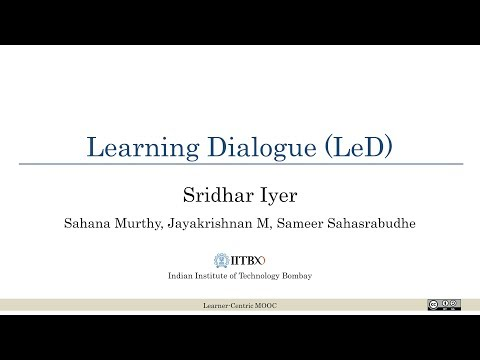 Learning Dialogue (LeD)
Sridhar Iyer
Sahana Murthy, Jayakrishnan M, Sameer Sahasrabudhe
IITBX
Indian Institute of Technology Bombay
Learner-Centric MOOC